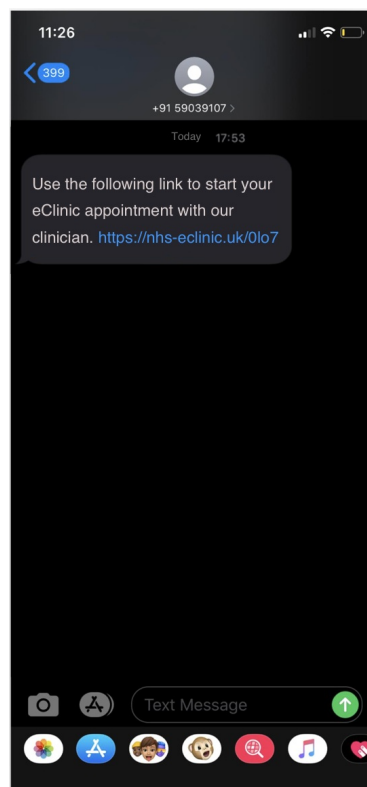 11:26
399
+91 59039107 >
Today 17:53
Use the following link to start your
eClinic appointment with our
clinician. https://nhs-eclinic.uk/0lo7
Text Message